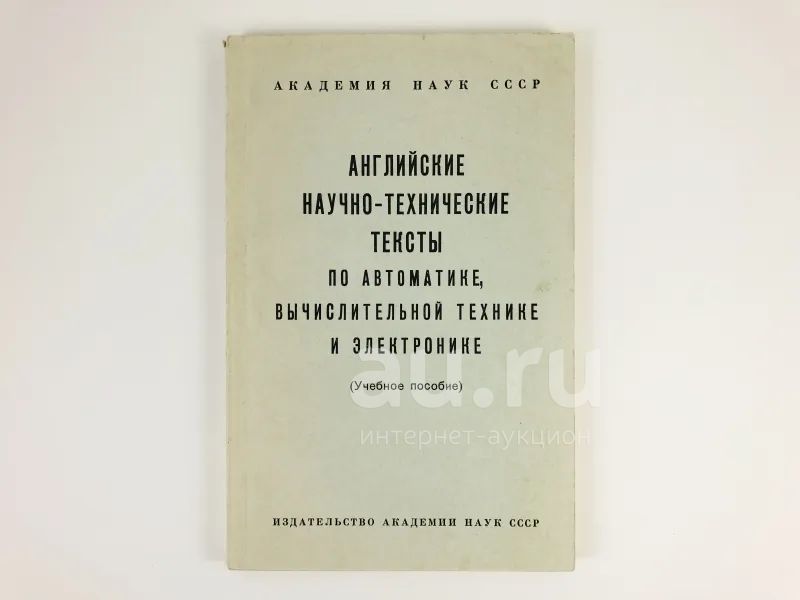 АКАДЕМИЯ НАУК СССР
АНГЛИЙСКИЕ
НАУЧНО-ТЕХНИЧЕСКИЕ
ТЕКСТЫ
ПО АВТОМАТИКЕ,
ВЫЧИСЛИТЕЛЬНОЙ ТЕХНИКЕ
И ЭЛЕКТРОНИКЕ
(Учебное пособие)
au.ru
интернет-аукцион
ИЗДАТЕЛЬСТВО АКАДЕМИИ НАУК СССР